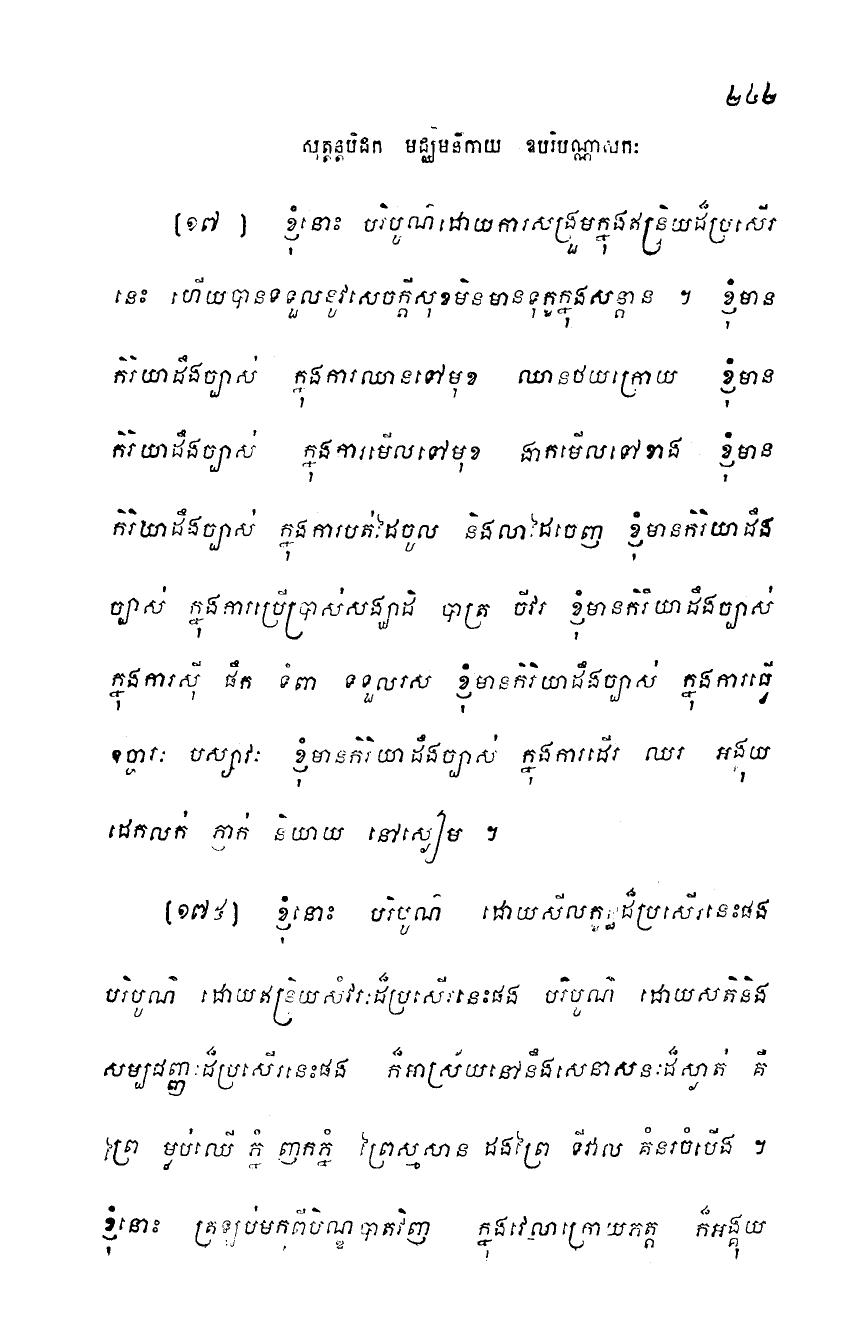 ២៤២
សុត្តន្តបិដក មជ្ឈិមនិកាយ ឧបរិបណ្ណាសកៈ
(១៧ ) ខ្ញុំនោះ បរិបូណ៌ដោយការសង្រួមក្នុងឥន្ទ្រិយដ៏ប្រសើរ
នេះ ហើយបានទទួលនូវសេចក្តីសុខមិនមានទុក្ខក្នុងសន្តាន ។ ខ្ញុំមាន
កិរិយាដឹងច្បាស់ ក្នុងការឈានទៅមុខ ឈានថយក្រោយ ខ្ញុំមាន
កិរិយាដឹងច្បាស់ ក្នុងការមើលទៅមុខ ងាកមើលទៅខាង ខ្ញុំមាន
កិរិយាដឹងច្បាស់ ក្នុងការបត់ដៃចូល និងលាដៃចេញ ខ្ញុំមានកិរិយាដឹង
ច្បាស់ ក្នុងការប្រើប្រាស់សង្ឃាដិ បាត្រ ចីវរ ខ្ញុំមានកិរិយាដឹងច្បាស់
ក្នុងការស៊ី ផឹក ទំពា ទទួលរស ខ្ញុំមានកិរិយាដឹងច្បាស់ ក្នុងការធ្វើ
ឧច្ចារៈ បស្សាវៈ ខ្ញុំមានកិរិយាដឹងច្បាស់ ក្នុងការដើរ ឈរ អង្គុយ
ដេកលក់ ភ្ញាក់ និយាយ នៅស្ងៀម ។
(១៧៩) ខ្ញុំនោះ បរិបូណ៌ ដោយសីលក្ខន្ធដ៏ប្រសើរនេះផង
បរិបូណ៌ ដោយឥន្ទ្រិយសំវរៈដ៏ប្រសើរនេះផង បរិបូណ៌ ដោយសតិនិង
សម្បជញ្ញៈដ៏ប្រសើរនេះផង ក៏អាស្រ័យនៅនឹងសេនាសនៈដ៏ស្ងាត់ គឺ
ព្រៃ ម្លប់ឈើ ភ្នំ ញកភ្នំ ព្រៃស្មសាន ដងព្រៃ ទីវាល គំនរចំបើង ។
ខ្ញុំនោះ ត្រឡប់មកពីបិណ្ឌបាតវិញ ក្នុងវេលាក្រោយភត្ត ក៏អង្គុយ